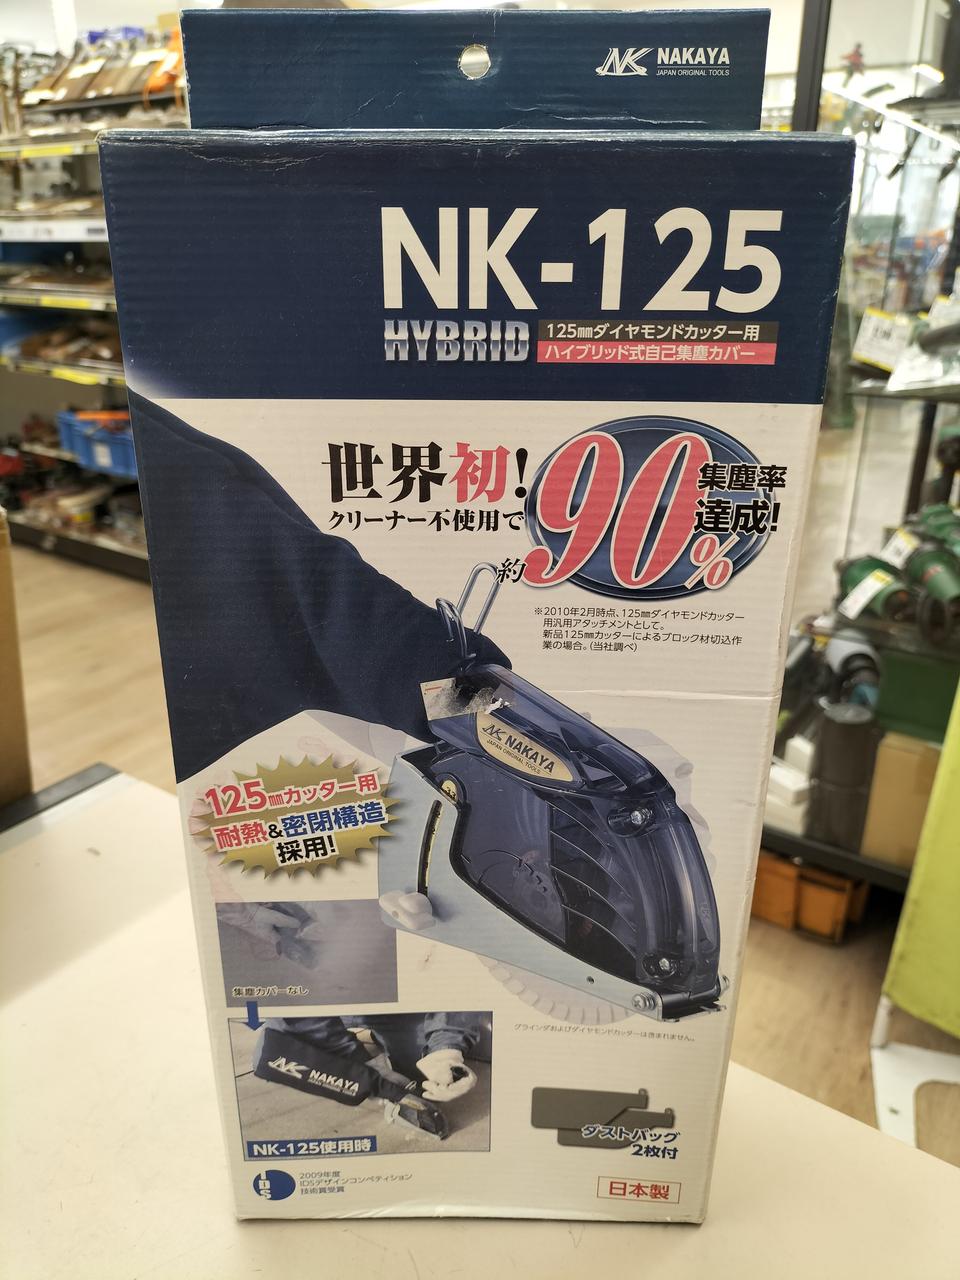 NK NAKAYA
JAPAN ORIGINAL TOOLS
NK-125
HYBRID
125mmダイヤモンドカッター用
ハイブリッド式自己集塵カバー
世界初!
クリーナー不使用で
約90%
集塵率
達成!
※2010年2月時点、125mmダイヤモンドカッター
用汎用アタッチメントとして。
新品125mmカッターによるブロック材切込作
業の場合。(当社調べ)
NK NAKAYA
JAPAN ORIGINAL TOOLS
125mmカッター用
耐熱&密閉構造
採用!
集塵カバーなし
グラインダおよびダイヤモンドカッターは含まれません。
NK NAKAYA
JAPAN ORIGINAL TOOLS
NK-125使用時
ダストバッグ
2枚付
IDS
2009年度
IDSデザインコンペティション
技術賞受賞
日本製